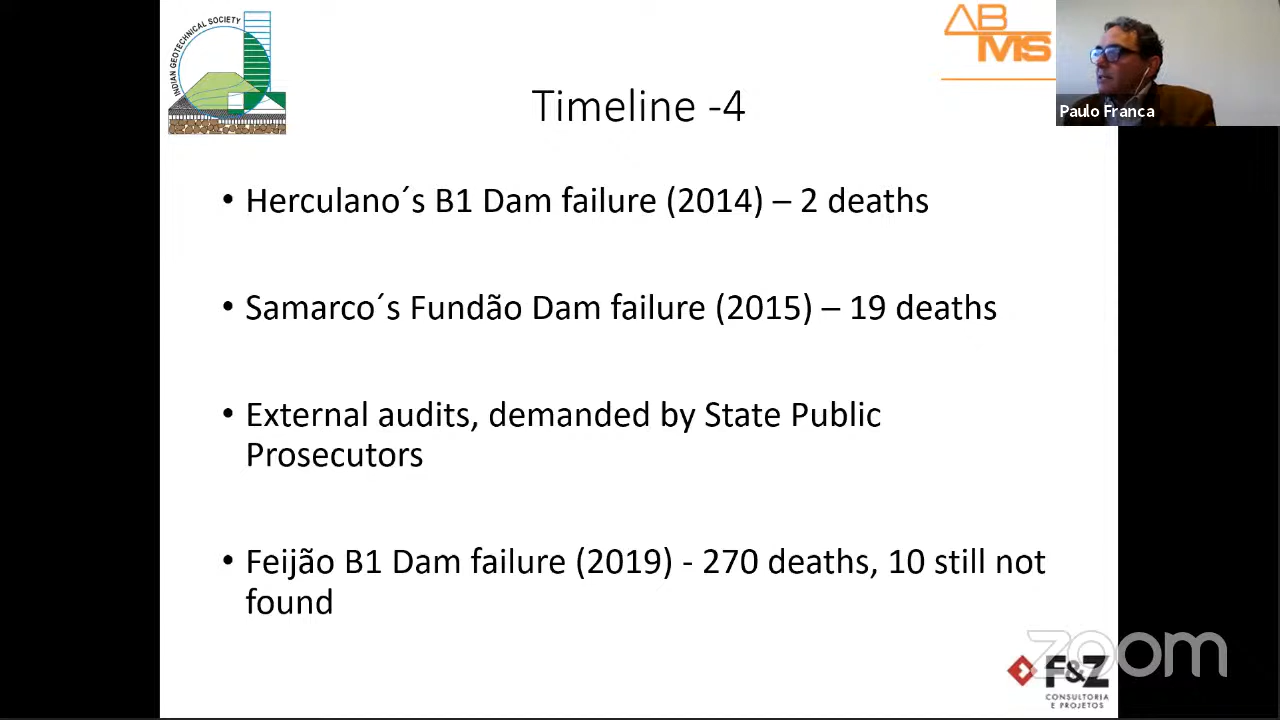 INDIAN GEOTECHNICAL SOCIETY
ABMS
Paulo Franca
Timeline -4
• Herculano´s B1 Dam failure (2014) – 2 deaths
• Samarco´s Fundão Dam failure (2015) – 19 deaths
• External audits, demanded by State Public
Prosecutors
• Feijão B1 Dam failure (2019) - 270 deaths, 10 still not
found
zoom
F&Z
CONSULTORIA
E PROJETOS